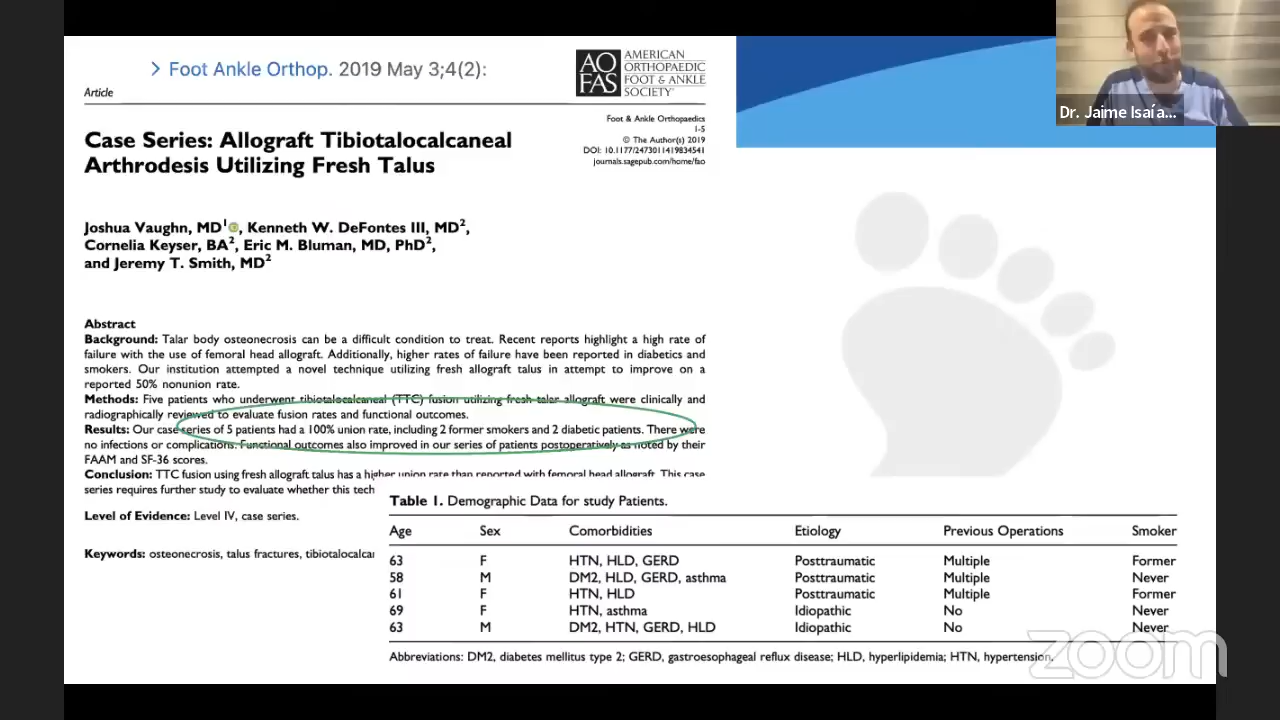 > Foot Ankle Orthop. 2019 May 3;4(2):
AO
FAS
AMERICAN
ORTHOPAEDIC
FOOT & ANKLE
SOCIETY
Dr. Jaime Isaía...
Article
Foot & Ankle Orthopaedics
1-5
© The Author(s) 2019
DOI: 10.1177/2473011419834541
journals.sagepub.com/home/fao
Case Series: Allograft Tibiotalocalcaneal
Arthrodesis Utilizing Fresh Talus
Joshua Vaughn, MD1, Kenneth W. DeFontes III, MD2,
Cornelia Keyser, BA2, Eric M. Bluman, MD, PhD2,
and Jeremy T. Smith, MD2
Abstract
Background: Talar body osteonecrosis can be a difficult condition to treat. Recent reports highlight a high rate of
failure with the use of femoral head allograft. Additionally, higher rates of failure have been reported in diabetics and
smokers. Our institution attempted a novel technique utilizing fresh allograft talus in attempt to improve on a
reported 50% nonunion rate.
Methods: Five patients who underwent tibiotalocalcaneal (TTC) fusion utilizing fresh talar allograft were clinically and
radiographically reviewed to evaluate fusion rates and functional outcomes.
Results: Our case series of 5 patients had a 100% union rate, including 2 former smokers and 2 diabetic patients. There were
no infections or complications. Functional outcomes also improved in our series of patients postoperatively as noted by their
FAAM and SF-36 scores.
Conclusion: TTC fusion using fresh allograft talus has a higher union rate than reported with femoral head allograft. This case
series requires further study to evaluate whether this tech
Level of Evidence: Level IV, case series.
Keywords: osteonecrosis, talus fractures, tibiotalocalcan
Table 1. Demographic Data for study Patients.
Age Sex Comorbidities Etiology Previous Operations Smoker
63 F HTN, HLD, GERD Posttraumatic Multiple Former
58 M DM2, HLD, GERD, asthma Posttraumatic Multiple Never
61 F HTN, HLD Posttraumatic Multiple Former
69 F HTN, asthma Idiopathic No Never
63 M DM2, HTN, GERD, HLD Idiopathic No Never
Abbreviations: DM2, diabetes mellitus type 2; GERD, gastroesophageal reflux disease; HLD, hyperlipidemia; HTN, hypertension.
zoom